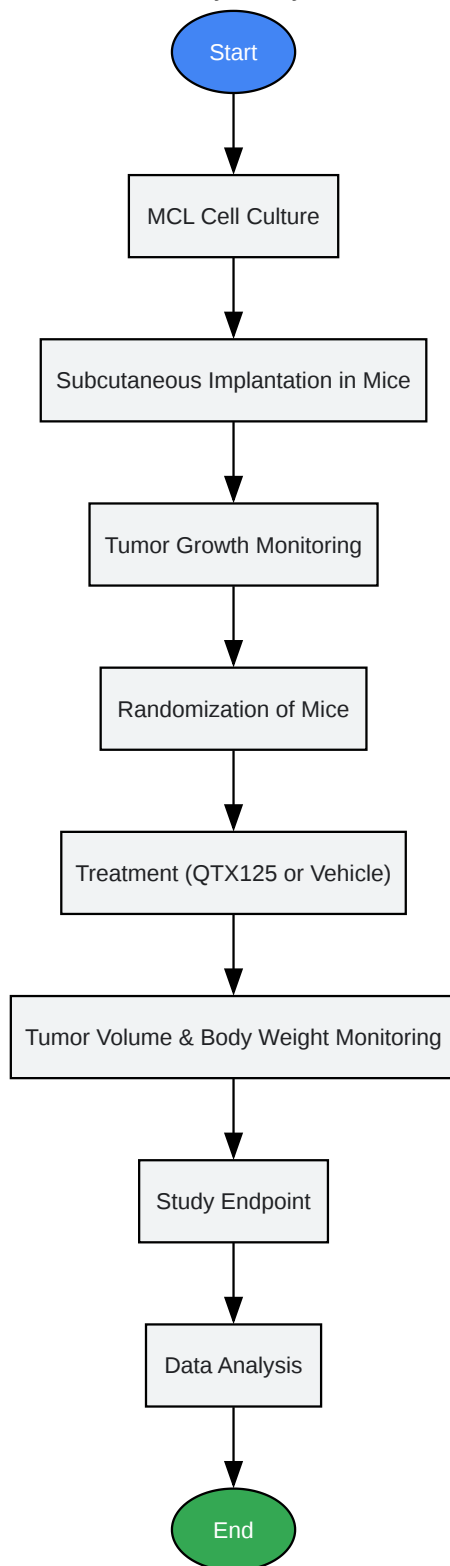 Start
MCL Cell Culture
Subcutaneous Implantation in Mice
Tumor Growth Monitoring
Randomization of Mice
Treatment (QTX125 or Vehicle)
Tumor Volume & Body Weight Monitoring
Study Endpoint
Data Analysis
End